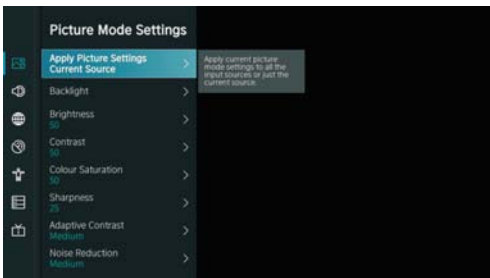 Picture Mode Settings
Apply Picture Settings
Current Source
Apply current picture
mode settings to all the
input sources or just the
current source.
Backlight
Brightness
50
Contrast
50
Colour Saturation
50
Sharpness
25
Adaptive Contrast
Medium
Noise Reduction
Medium